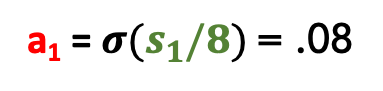 a₁ = σ(s₁/8) = .08